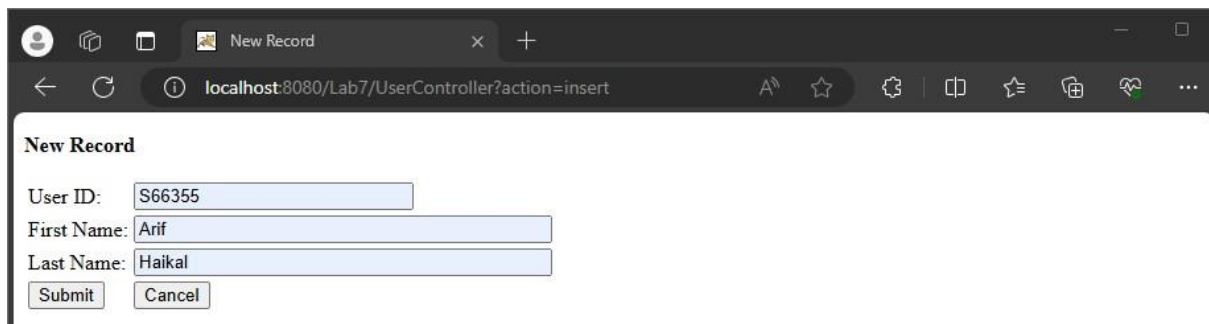 New Record
localhost:8080/Lab7/UserController?action=insert
New Record
User ID: S66355
First Name: Arif
Last Name: Haikal
Submit Cancel